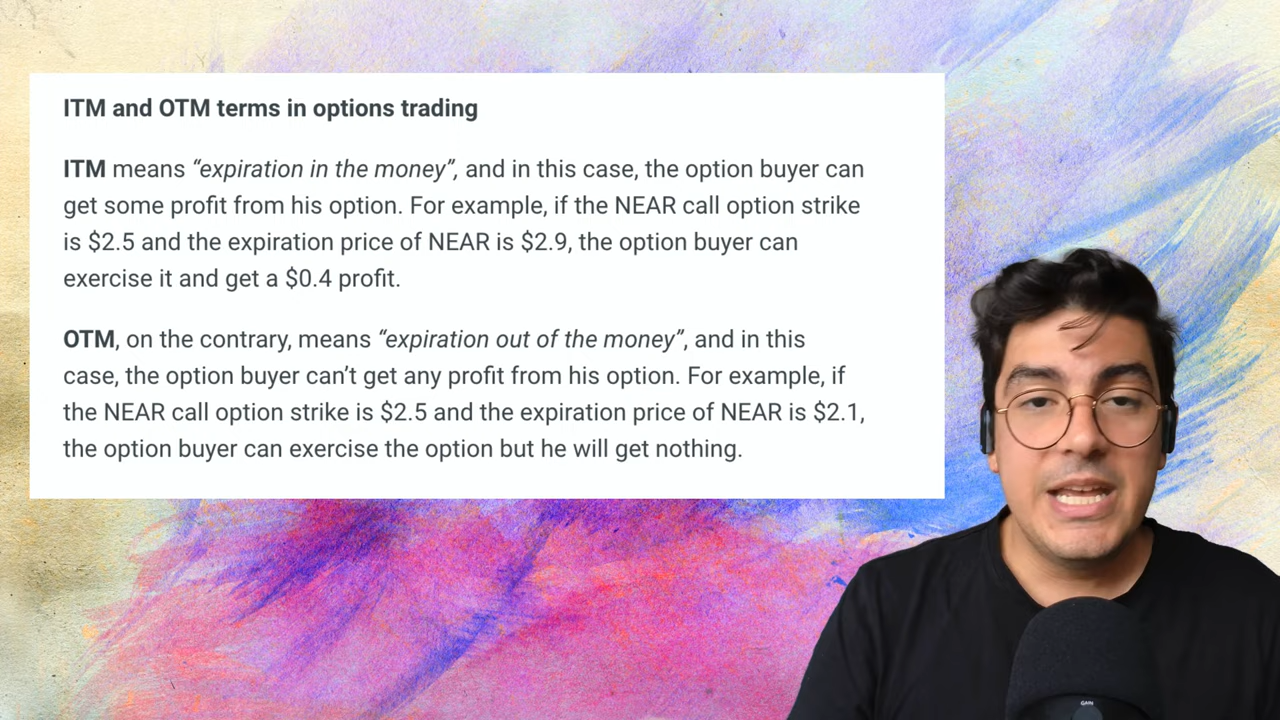 ITM and OTM terms in options trading
ITM means “expiration in the money”, and in this case, the option buyer can
get some profit from his option. For example, if the NEAR call option strike
is $2.5 and the expiration price of NEAR is $2.9, the option buyer can
exercise it and get a $0.4 profit.
OTM, on the contrary, means “expiration out of the money”, and in this
case, the option buyer can’t get any profit from his option. For example, if
the NEAR call option strike is $2.5 and the expiration price of NEAR is $2.1,
the option buyer can exercise the option but he will get nothing.
GAIN